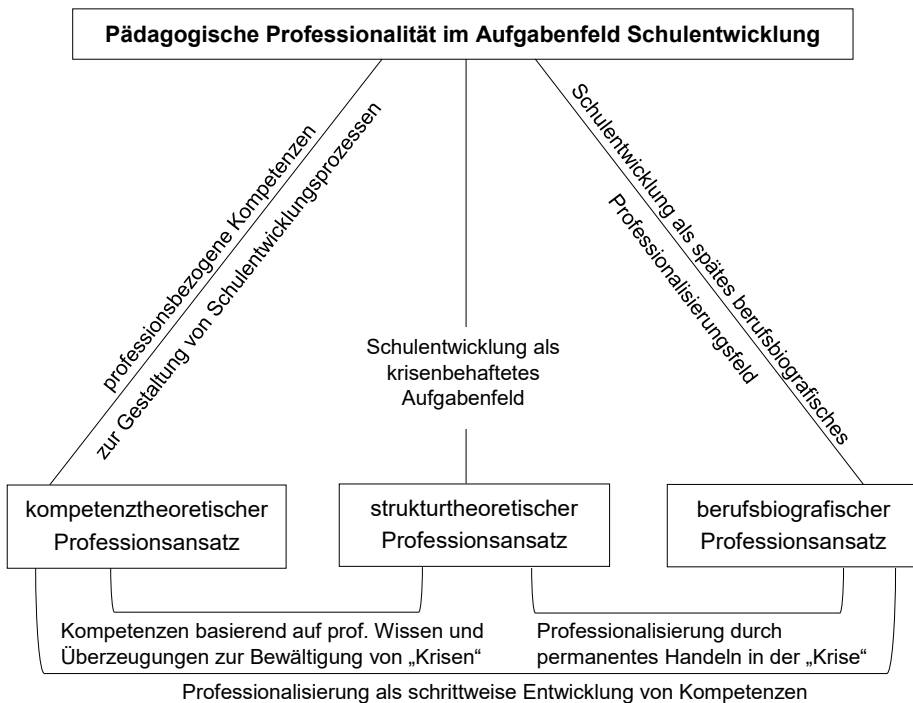 Pädagogische Professionalität im Aufgabenfeld Schulentwicklung
professionsbezogene Kompetenzen
zur Gestaltung von Schulentwicklungsprozessen
Schulentwicklung als
krisenbehaftetes
Aufgabenfeld
Schulentwicklung als spätes berufsbiografisches
Professionalisierungsfeld
kompetenztheoretischer
Professionsansatz
strukturtheoretischer
Professionsansatz
berufsbiografischer
Professionsansatz
Kompetenzen basierend auf prof. Wissen und
Überzeugungen zur Bewältigung von „Krisen“
Professionalisierung durch
permanentes Handeln in der „Krise“
Professionalisierung als schrittweise Entwicklung von Kompetenzen